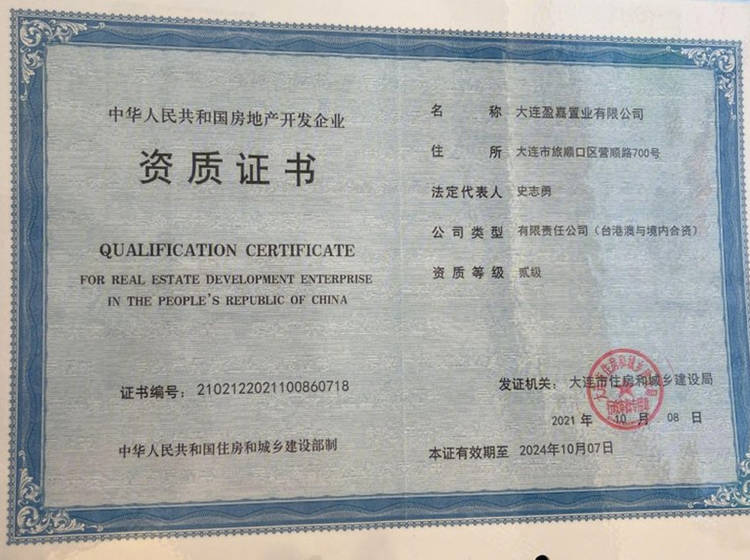 中华人民共和国房地产开发企业
资质证书
QUALIFICATION CERTIFICATE
FOR REAL ESTATE DEVELOPMENT ENTERPRISE
IN THE PEOPLE'S REPUBLIC OF CHINA
证书编号：2102122021100860718
中华人民共和国住房和城乡建设部制
名称 大连盈嘉置业有限公司
住所 大连市旅顺口区营顺路700号
法定代表人 史志勇
公司类型 有限责任公司（台港澳与境内合资）
资质等级 贰级
发证机关：大连市住房和城乡建设局
2021 年 10 月 08 日
本证有效期至 2024年10月07日